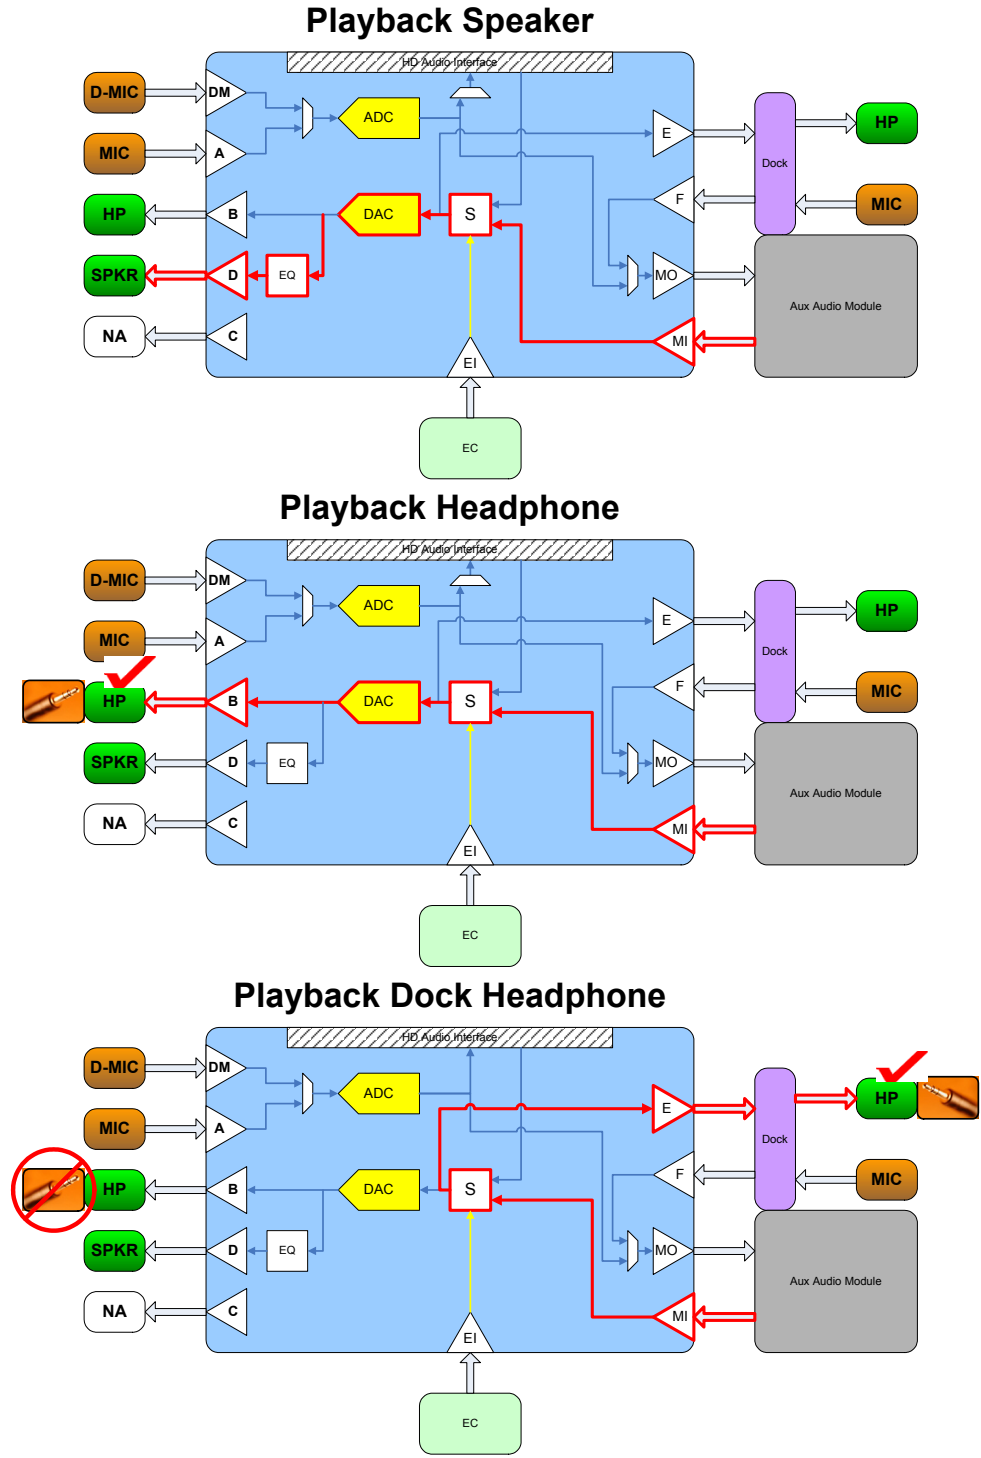 Playback Speaker
HD Audio Interface
D-MIC
DM
ADC
E
HP
MIC
A
Dock
HP
B
DAC
S
F
MIC
SPKR
D
EQ
MO
Aux Audio Module
NA
C
MI
EI
EC
Playback Headphone
HD Audio Interface
D-MIC
DM
ADC
E
HP
MIC
A
Dock
HP
B
DAC
S
F
MIC
SPKR
D
EQ
MO
Aux Audio Module
NA
C
MI
EI
EC
Playback Dock Headphone
HD Audio Interface
D-MIC
DM
ADC
E
HP
MIC
A
Dock
HP
B
DAC
S
F
MIC
SPKR
D
EQ
MO
Aux Audio Module
NA
C
MI
EI
EC